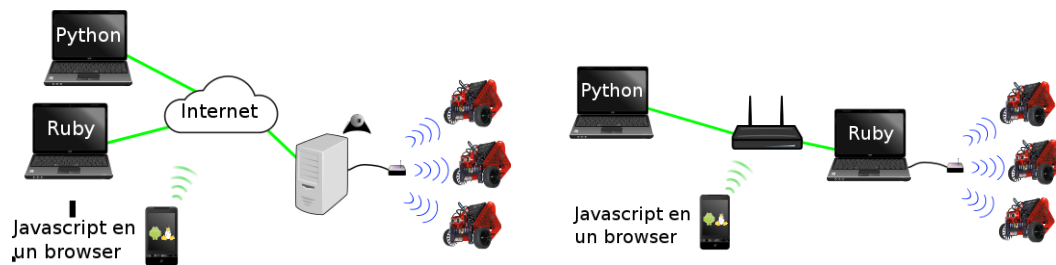 Python
Internet
Ruby
Javascript en
un browser
Python
Ruby
Javascript en
un browser